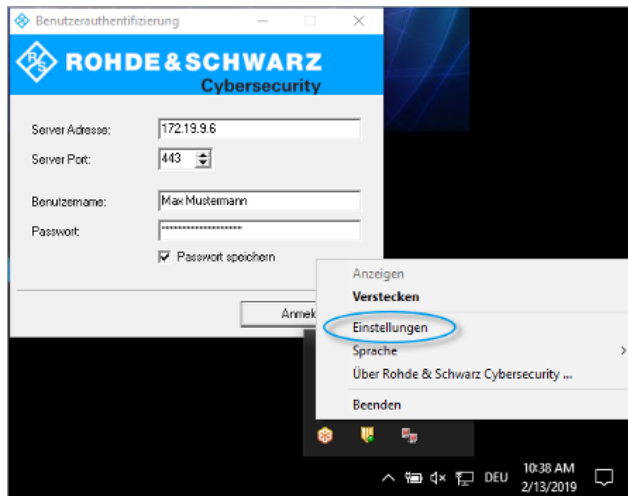 Benutzerauthentifizierung
R&S
ROHDE & SCHWARZ
Cybersecurity
Server Adresse: 172.19.9.6
Server Port: 443
Benutzername: Max Mustermann
Passwort: ********************
Passwort speichern
Anmel
Anzeigen
Verstecken
Einstellungen
Sprache
Über Rohde & Schwarz Cybersecurity ...
Beenden
DEU
10:38 AM
2/13/2019